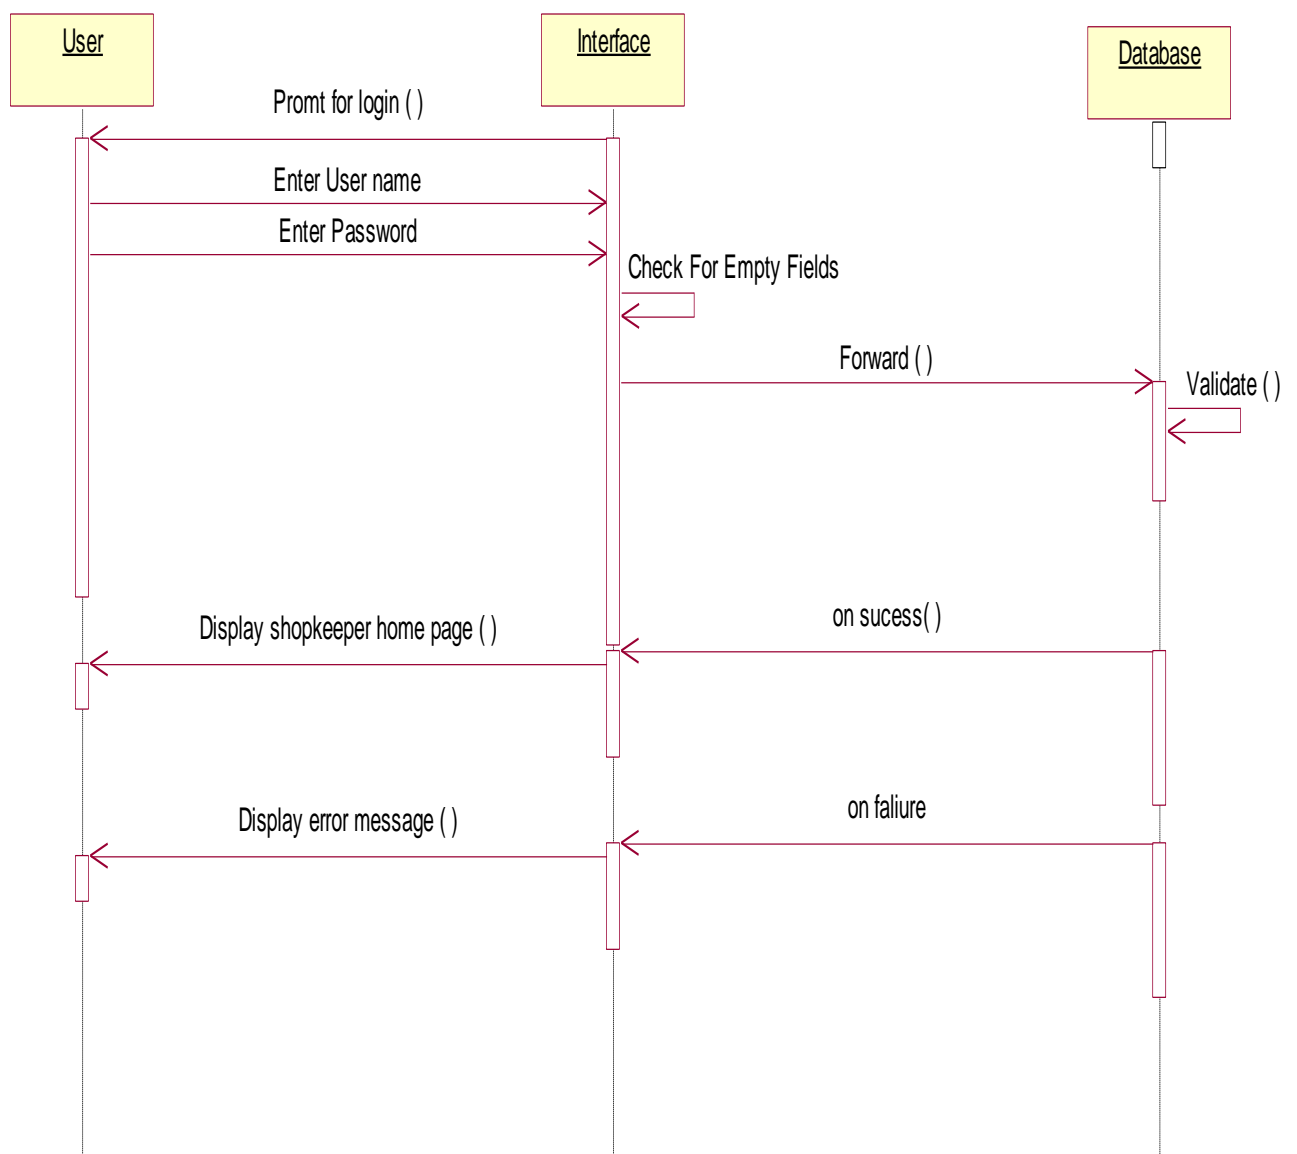 User
Interface
Database
Promt for login ( )
Enter User name
Enter Password
Check For Empty Fields
Forward ( )
Validate ( )
on sucess( )
Display shopkeeper home page ( )
on faliure
Display error message ( )